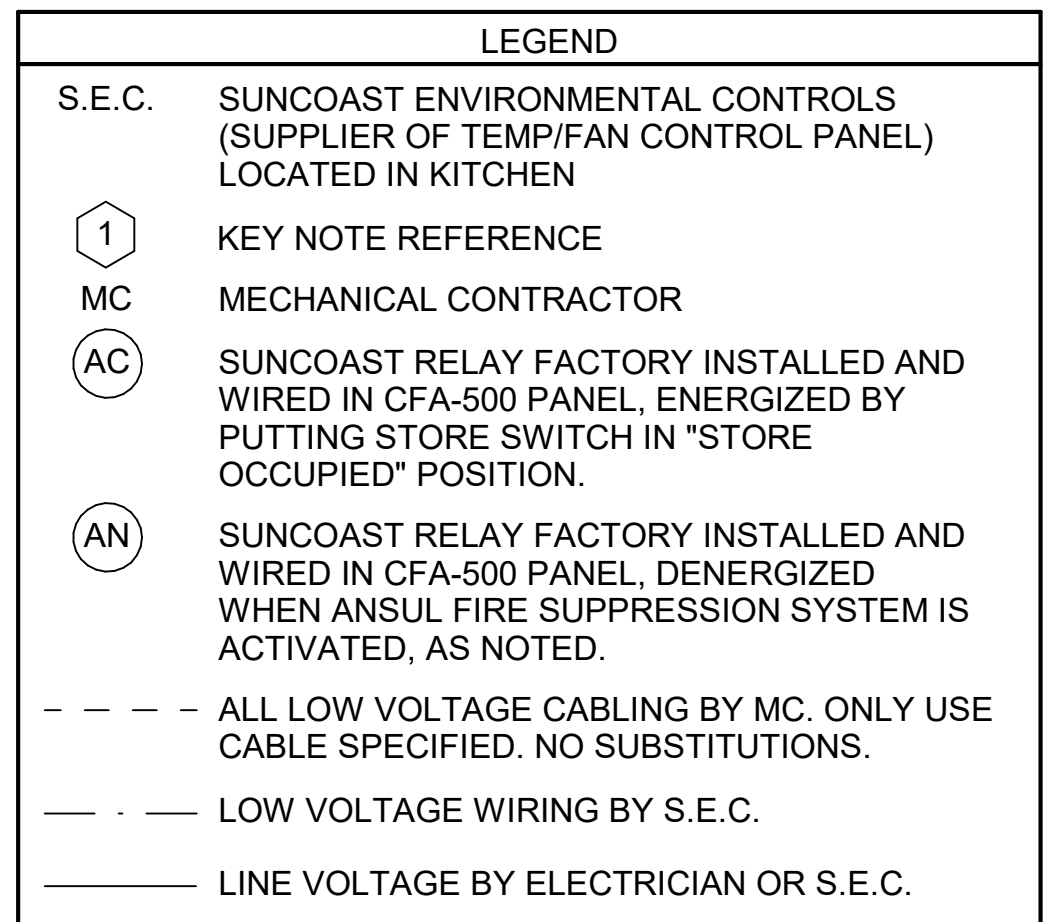 LEGEND
S.E.C. SUNCOAST ENVIRONMENTAL CONTROLS
(SUPPLIER OF TEMP/FAN CONTROL PANEL)
LOCATED IN KITCHEN
1 KEY NOTE REFERENCE
MC MECHANICAL CONTRACTOR
AC SUNCOAST RELAY FACTORY INSTALLED AND
WIRED IN CFA-500 PANEL, ENERGIZED BY
PUTTING STORE SWITCH IN "STORE
OCCUPIED" POSITION.
AN SUNCOAST RELAY FACTORY INSTALLED AND
WIRED IN CFA-500 PANEL, DENERGIZED
WHEN ANSUL FIRE SUPPRESSION SYSTEM IS
ACTIVATED, AS NOTED.
ALL LOW VOLTAGE CABLING BY MC. ONLY USE
CABLE SPECIFIED. NO SUBSTITUTIONS.
LOW VOLTAGE WIRING BY S.E.C.
LINE VOLTAGE BY ELECTRICIAN OR S.E.C.